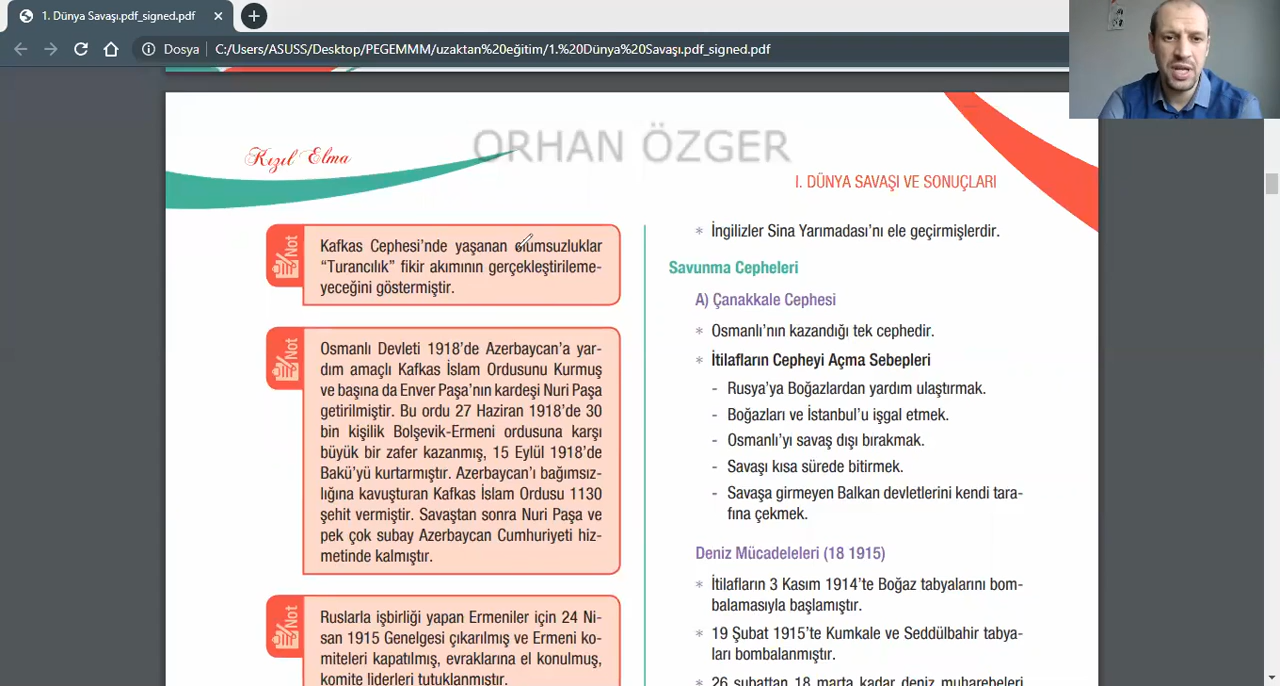 1. Dünya Savaşı.pdf_signed.pdf
Dosya
C:/Users/ASUSS/Desktop/PEGEMMM/uzaktan%20eğitim/1.%20Dünya%20Savaşı.pdf_signed.pdf
Kızıl Elma
ORHAN ÖZGER
I. DÜNYA SAVAŞI VE SONUÇLARI
Not
Kafkas Cephesi’nde yaşanan olumsuzluklar
“Turancılık” fikir akımının gerçekleştirileme-
yeceğini göstermiştir.
Not
Osmanlı Devleti 1918’de Azerbaycan’a yar-
dım amaçlı Kafkas İslam Ordusunu Kurmuş
ve başına da Enver Paşa’nın kardeşi Nuri Paşa
getirilmiştir. Bu ordu 27 Haziran 1918’de 30
bin kişilik Bolşevik-Ermeni ordusuna karşı
büyük bir zafer kazanmış, 15 Eylül 1918’de
Bakü’yü kurtarmıştır. Azerbaycan’ı bağımsız-
lığına kavuşturan Kafkas İslam Ordusu 1130
şehit vermiştir. Savaştan sonra Nuri Paşa ve
pek çok subay Azerbaycan Cumhuriyeti hiz-
metinde kalmıştır.
Not
Ruslarla işbirliği yapan Ermeniler için 24 Ni-
san 1915 Genelgesi çıkarılmış ve Ermeni ko-
miteleri kapatılmış, evraklarına el konulmuş,
komite liderleri tutuklanmıştır.
* İngilizler Sina Yarımadası’nı ele geçirmişlerdir.
Savunma Cepheleri
A) Çanakkale Cephesi
* Osmanlı’nın kazandığı tek cephedir.
* İtilafların Cepheyi Açma Sebepleri
- Rusya’ya Boğazlardan yardım ulaştırmak.
- Boğazları ve İstanbul’u işgal etmek.
- Osmanlı’yı savaş dışı bırakmak.
- Savaşı kısa sürede bitirmek.
- Savaşa girmeyen Balkan devletlerini kendi tara-
fına çekmek.
Deniz Mücadeleleri (18 1915)
* İtilafların 3 Kasım 1914’te Boğaz tabyalarını bom-
balamasıyla başlamıştır.
* 19 Şubat 1915’te Kumkale ve Seddülbahir tabya-
ları bombalanmıştır.
* 26 şubattan 18 marta kadar deniz muharebeleri